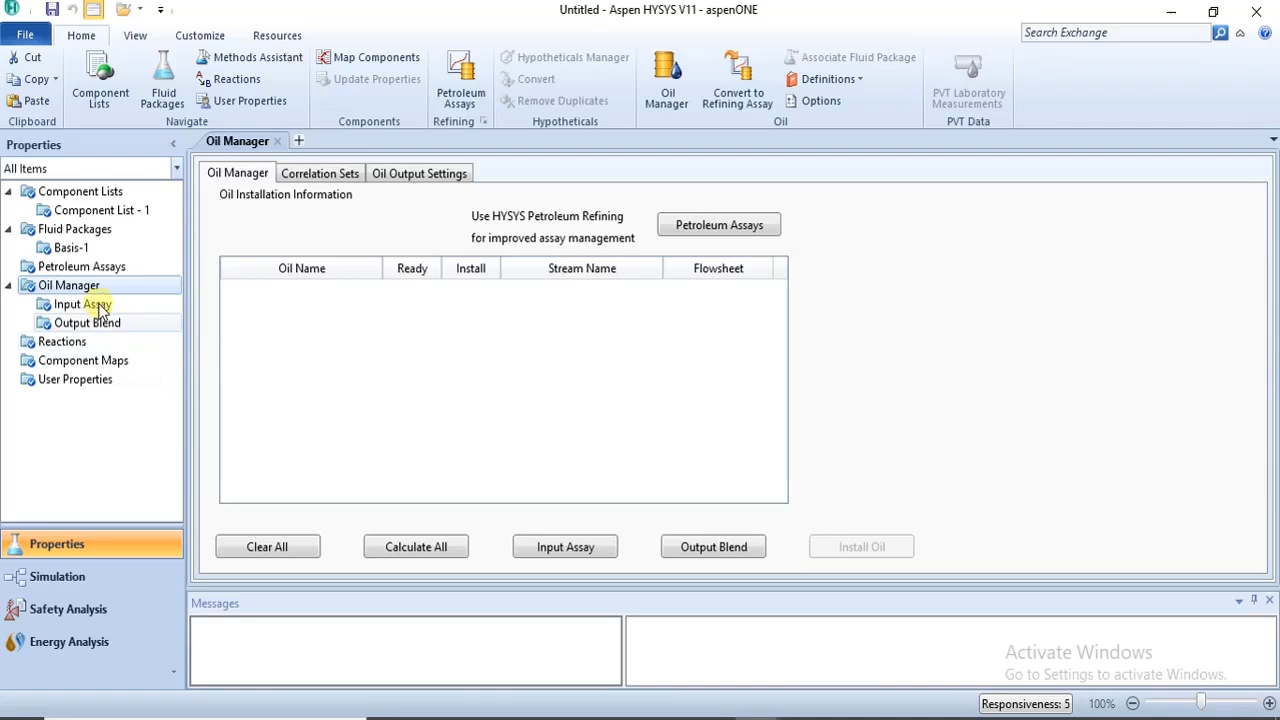 Untitled - Aspen HYSYS V11 - aspenONE
File
Home
View
Customize
Resources
Search Exchange
Cut
Copy
Paste
Clipboard
Component Lists
Fluid Packages
Methods Assistant
Reactions
User Properties
Navigate
Map Components
Update Properties
Components
Petroleum Assays
Refining
Hypotheticals Manager
Convert
Remove Duplicates
Hypotheticals
Oil Manager
Convert to Refining Assay
Associate Fluid Package
Definitions
Options
Oil
PVT Laboratory Measurements
PVT Data
Properties
All Items
Component Lists
Component List - 1
Fluid Packages
Basis-1
Petroleum Assays
Oil Manager
Input Assay
Output Blend
Reactions
Component Maps
User Properties
Properties
Simulation
Safety Analysis
Energy Analysis
Oil Manager
Oil Manager
Correlation Sets
Oil Output Settings
Oil Installation Information
Use HYSYS Petroleum Refining
for improved assay management
Petroleum Assays
Oil Name
Ready
Install
Stream Name
Flowsheet
Clear All
Calculate All
Input Assay
Output Blend
Install Oil
Messages
Activate Windows
Go to Settings to activate Windows.
Responsiveness: 5
100%